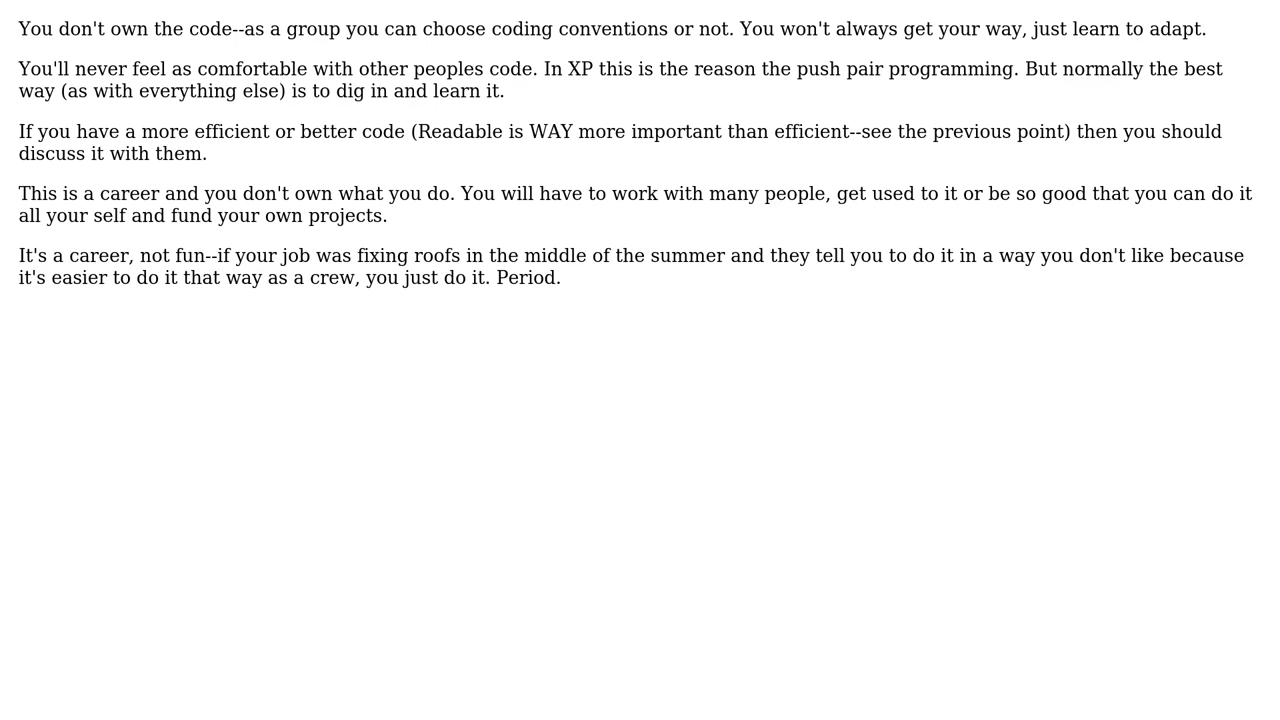 You don't own the code--as a group you can choose coding conventions or not. You won't always get your way, just learn to adapt.
You'll never feel as comfortable with other peoples code. In XP this is the reason the push pair programming. But normally the best
way (as with everything else) is to dig in and learn it.
If you have a more efficient or better code (Readable is WAY more important than efficient--see the previous point) then you should
discuss it with them.
This is a career and you don't own what you do. You will have to work with many people, get used to it or be so good that you can do it
all your self and fund your own projects.
It's a career, not fun--if your job was fixing roofs in the middle of the summer and they tell you to do it in a way you don't like because
it's easier to do it that way as a crew, you just do it. Period.